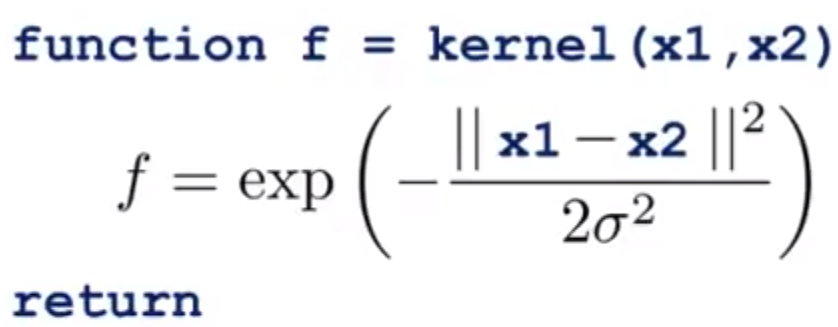 function f = kernel(x1,x2)
f = exp(-||x1-x2||²/2σ²)
return